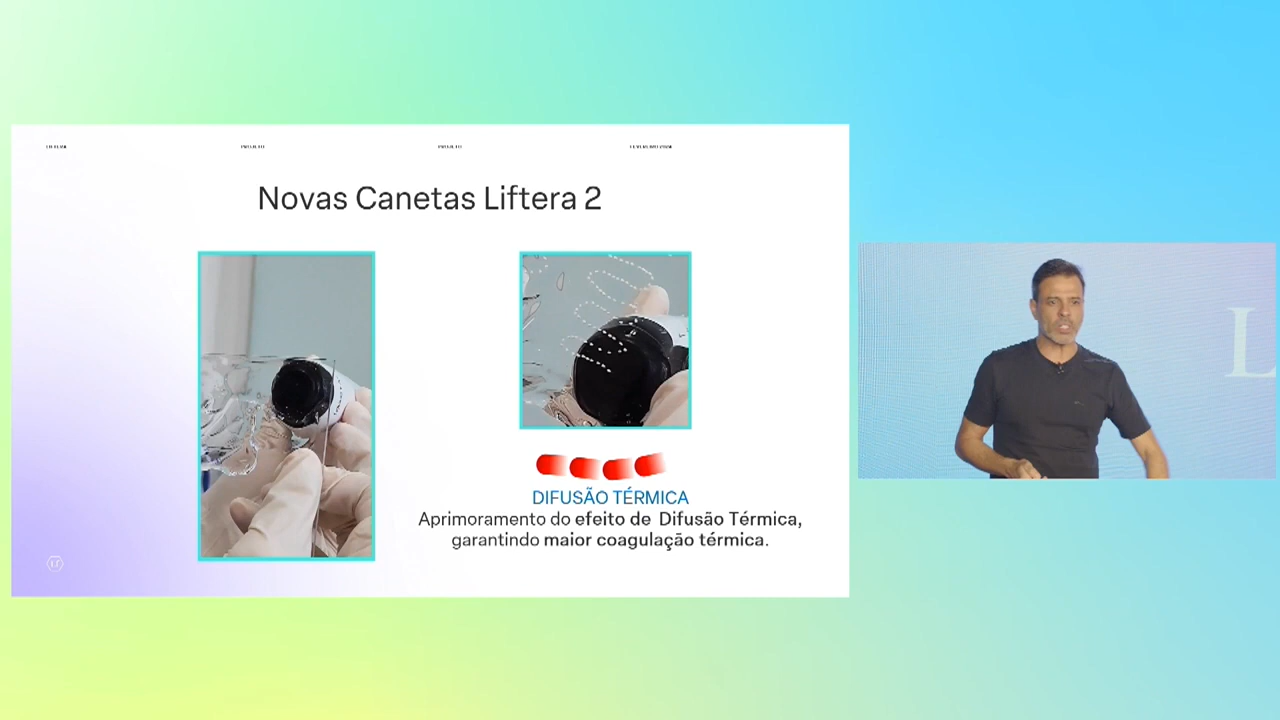 Novas Canetas Liftera 2
DIFUSÃO TÉRMICA
Aprimoramento do efeito de Difusão Térmica,
garantindo maior coagulação térmica.
L